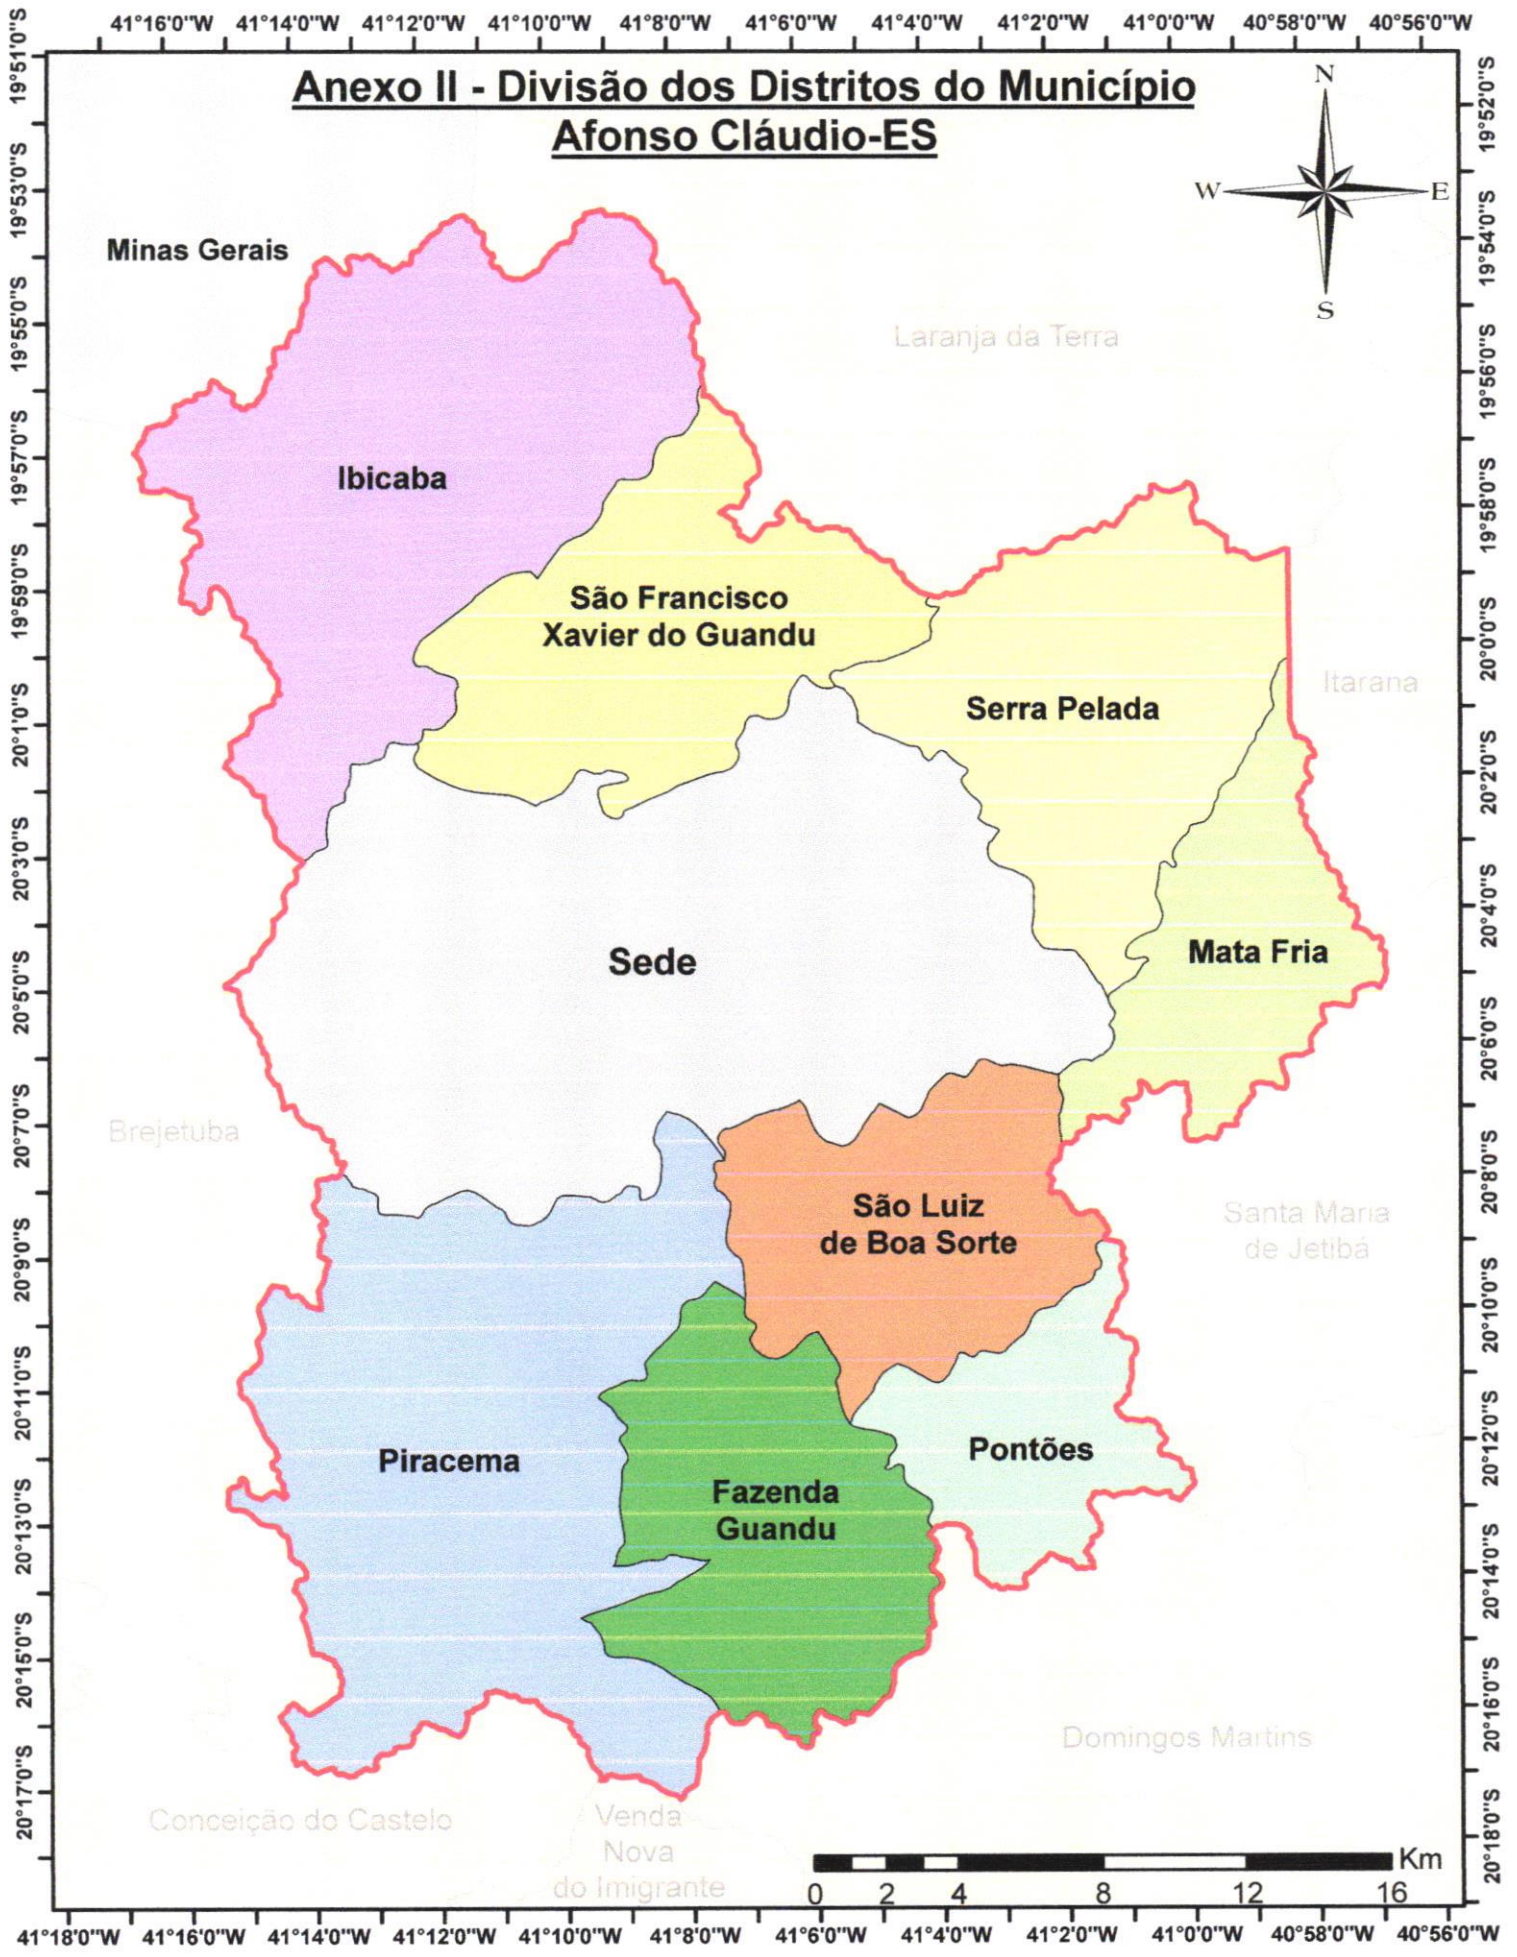 41°16'0"W 41°14'0"W 41°12'0"W 41°10'0"W 41°8'0"W 41°6'0"W 41°4'0"W 41°2'0"W 41°0'0"W 40°58'0"W 40°56'0"W
Anexo II - Divisão dos Distritos do Município
Afonso Cláudio-ES
N
W
E
S
Minas Gerais
Laranja da Terra
Ibicaba
São Francisco
Xavier do Guandu
Serra Pelada
Itarana
Sede
Mata Fria
Brejetuba
São Luiz
de Boa Sorte
Santa Maria
de Jetibá
Piracema
Fazenda
Guandu
Pontões
Domingos Martins
Conceição do Castelo
Venda
Nova
do Imigrante
Km
0 2 4 8 12 16
19°51'0"S
19°53'0"S
19°55'0"S
19°57'0"S
19°59'0"S
20°1'0"S
20°3'0"S
20°5'0"S
20°7'0"S
20°9'0"S
20°11'0"S
20°13'0"S
20°15'0"S
20°17'0"S
19°52'0"S
19°54'0"S
19°56'0"S
19°58'0"S
20°0'0"S
20°2'0"S
20°4'0"S
20°6'0"S
20°8'0"S
20°10'0"S
20°12'0"S
20°14'0"S
20°16'0"S
20°18'0"S
41°18'0"W 41°16'0"W 41°14'0"W 41°12'0"W 41°10'0"W 41°8'0"W 41°6'0"W 41°4'0"W 41°2'0"W 41°0'0"W 40°58'0"W 40°56'0"W